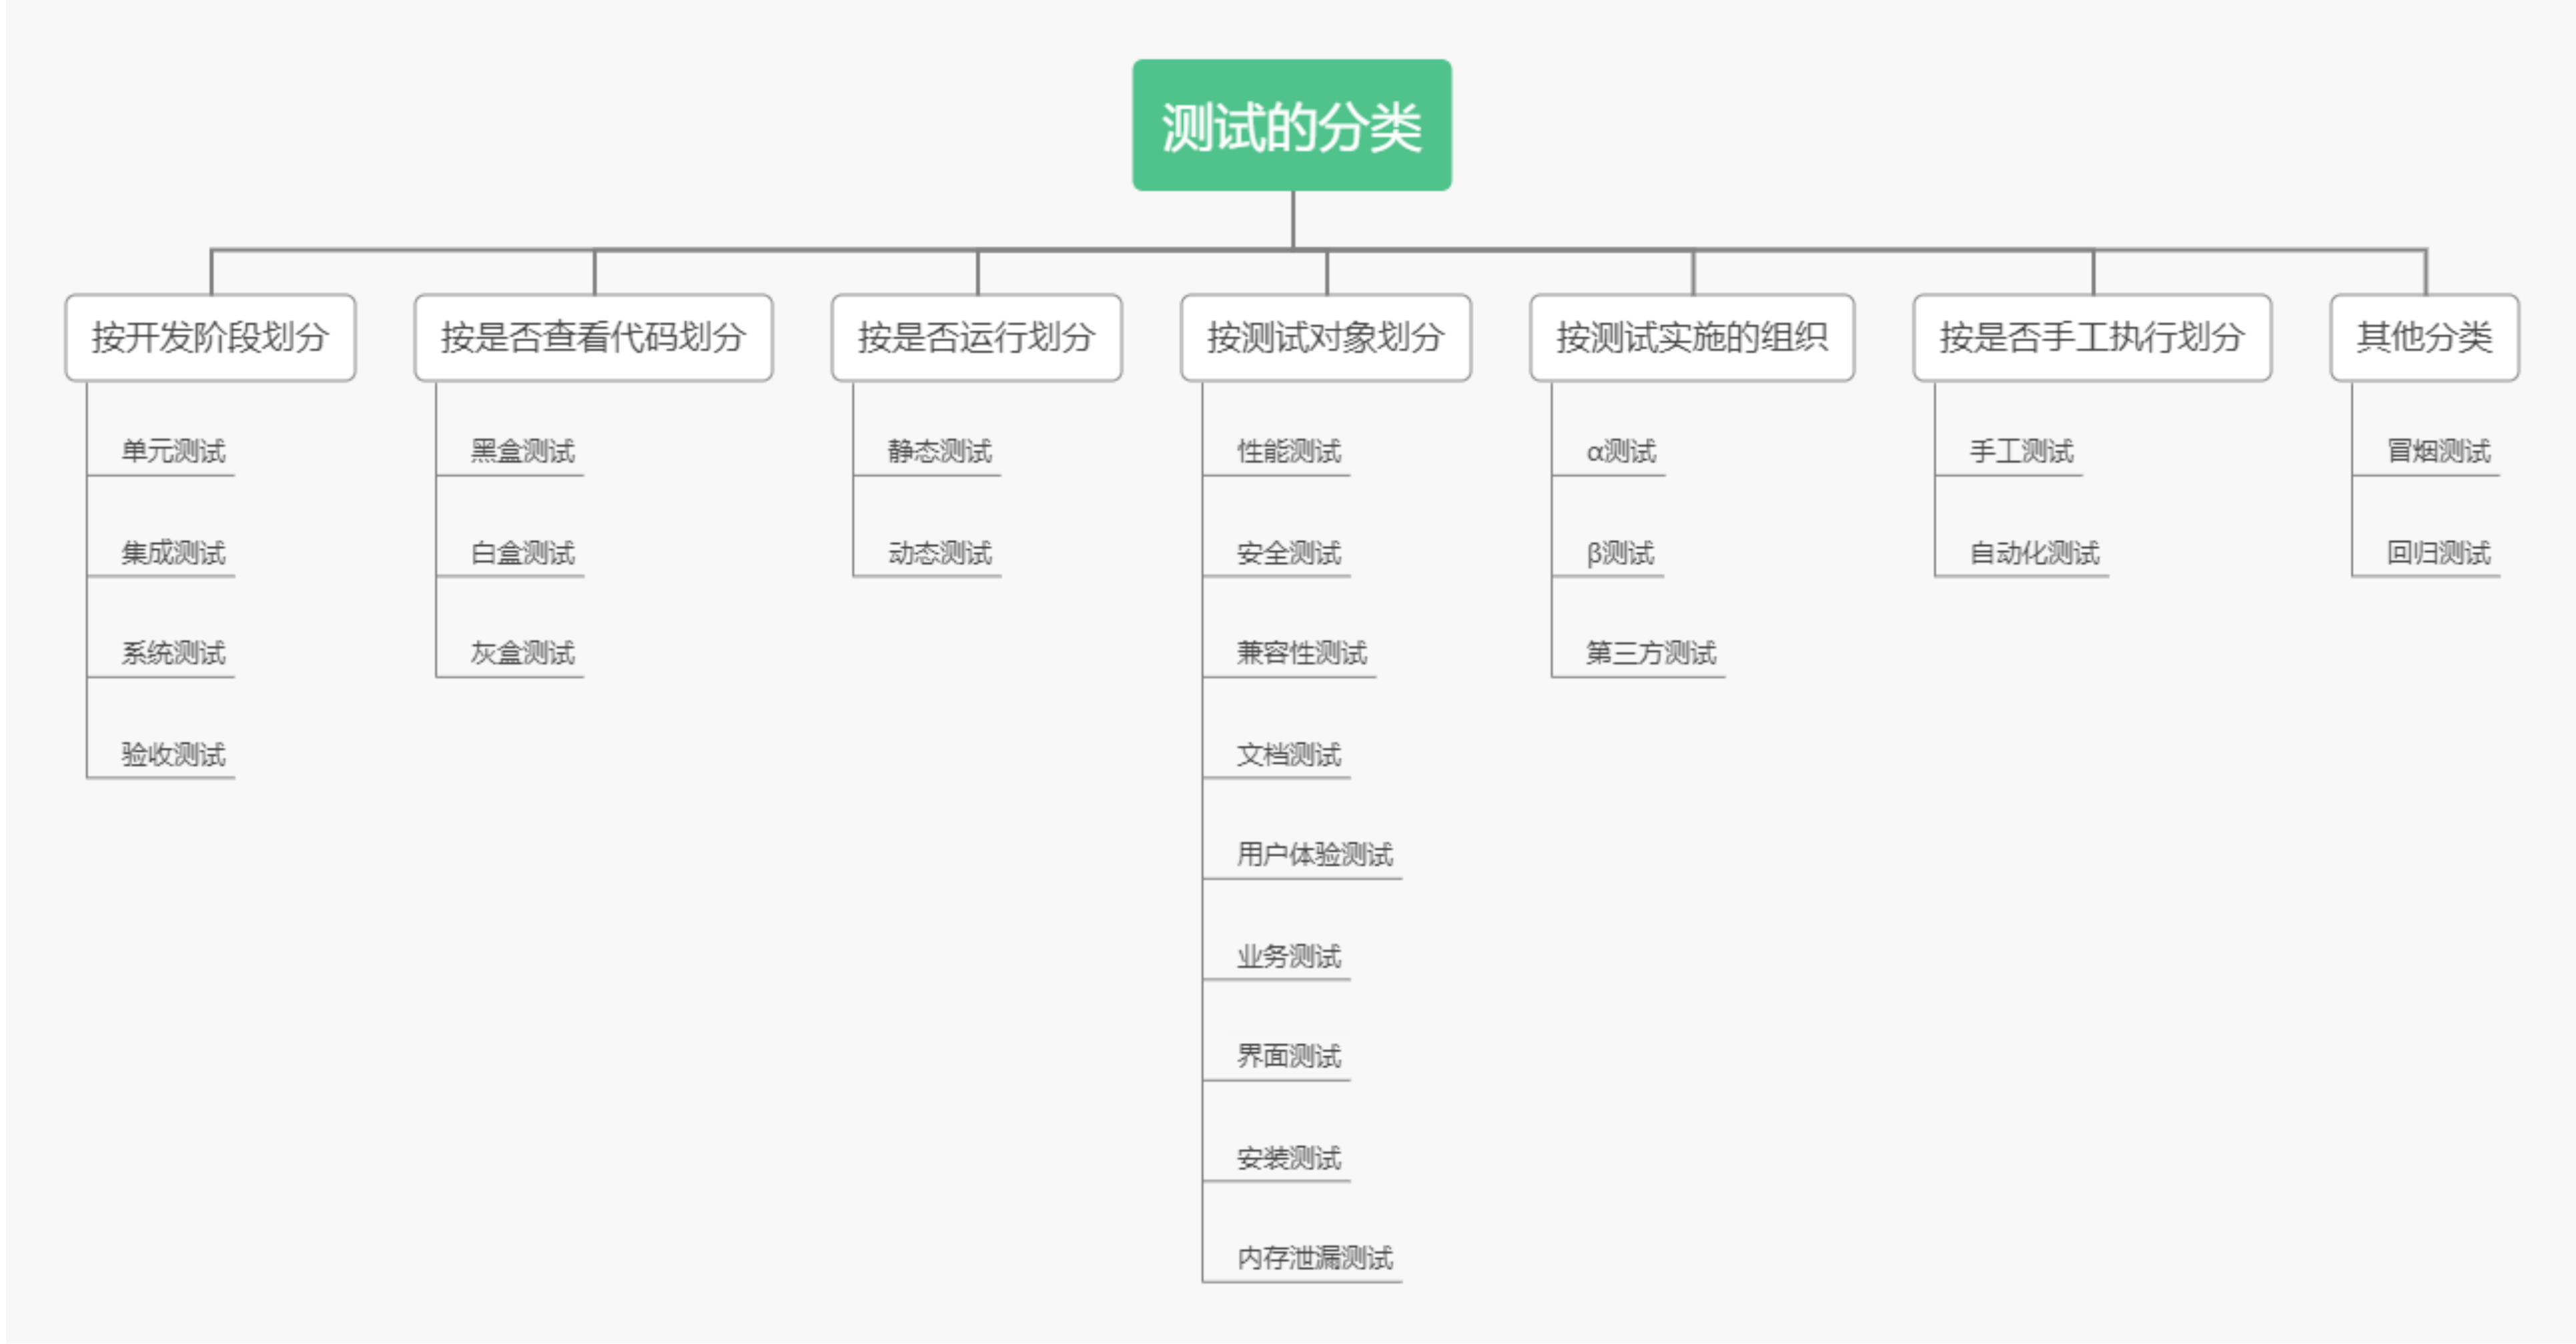 测试的分类
按开发阶段划分
单元测试
集成测试
系统测试
验收测试
按是否查看代码划分
黑盒测试
白盒测试
灰盒测试
按是否运行划分
静态测试
动态测试
按测试对象划分
性能测试
安全测试
兼容性测试
文档测试
用户体验测试
业务测试
界面测试
安装测试
内存泄漏测试
按测试实施的组织
α测试
β测试
第三方测试
按是否手工执行划分
手工测试
自动化测试
其他分类
冒烟测试
回归测试